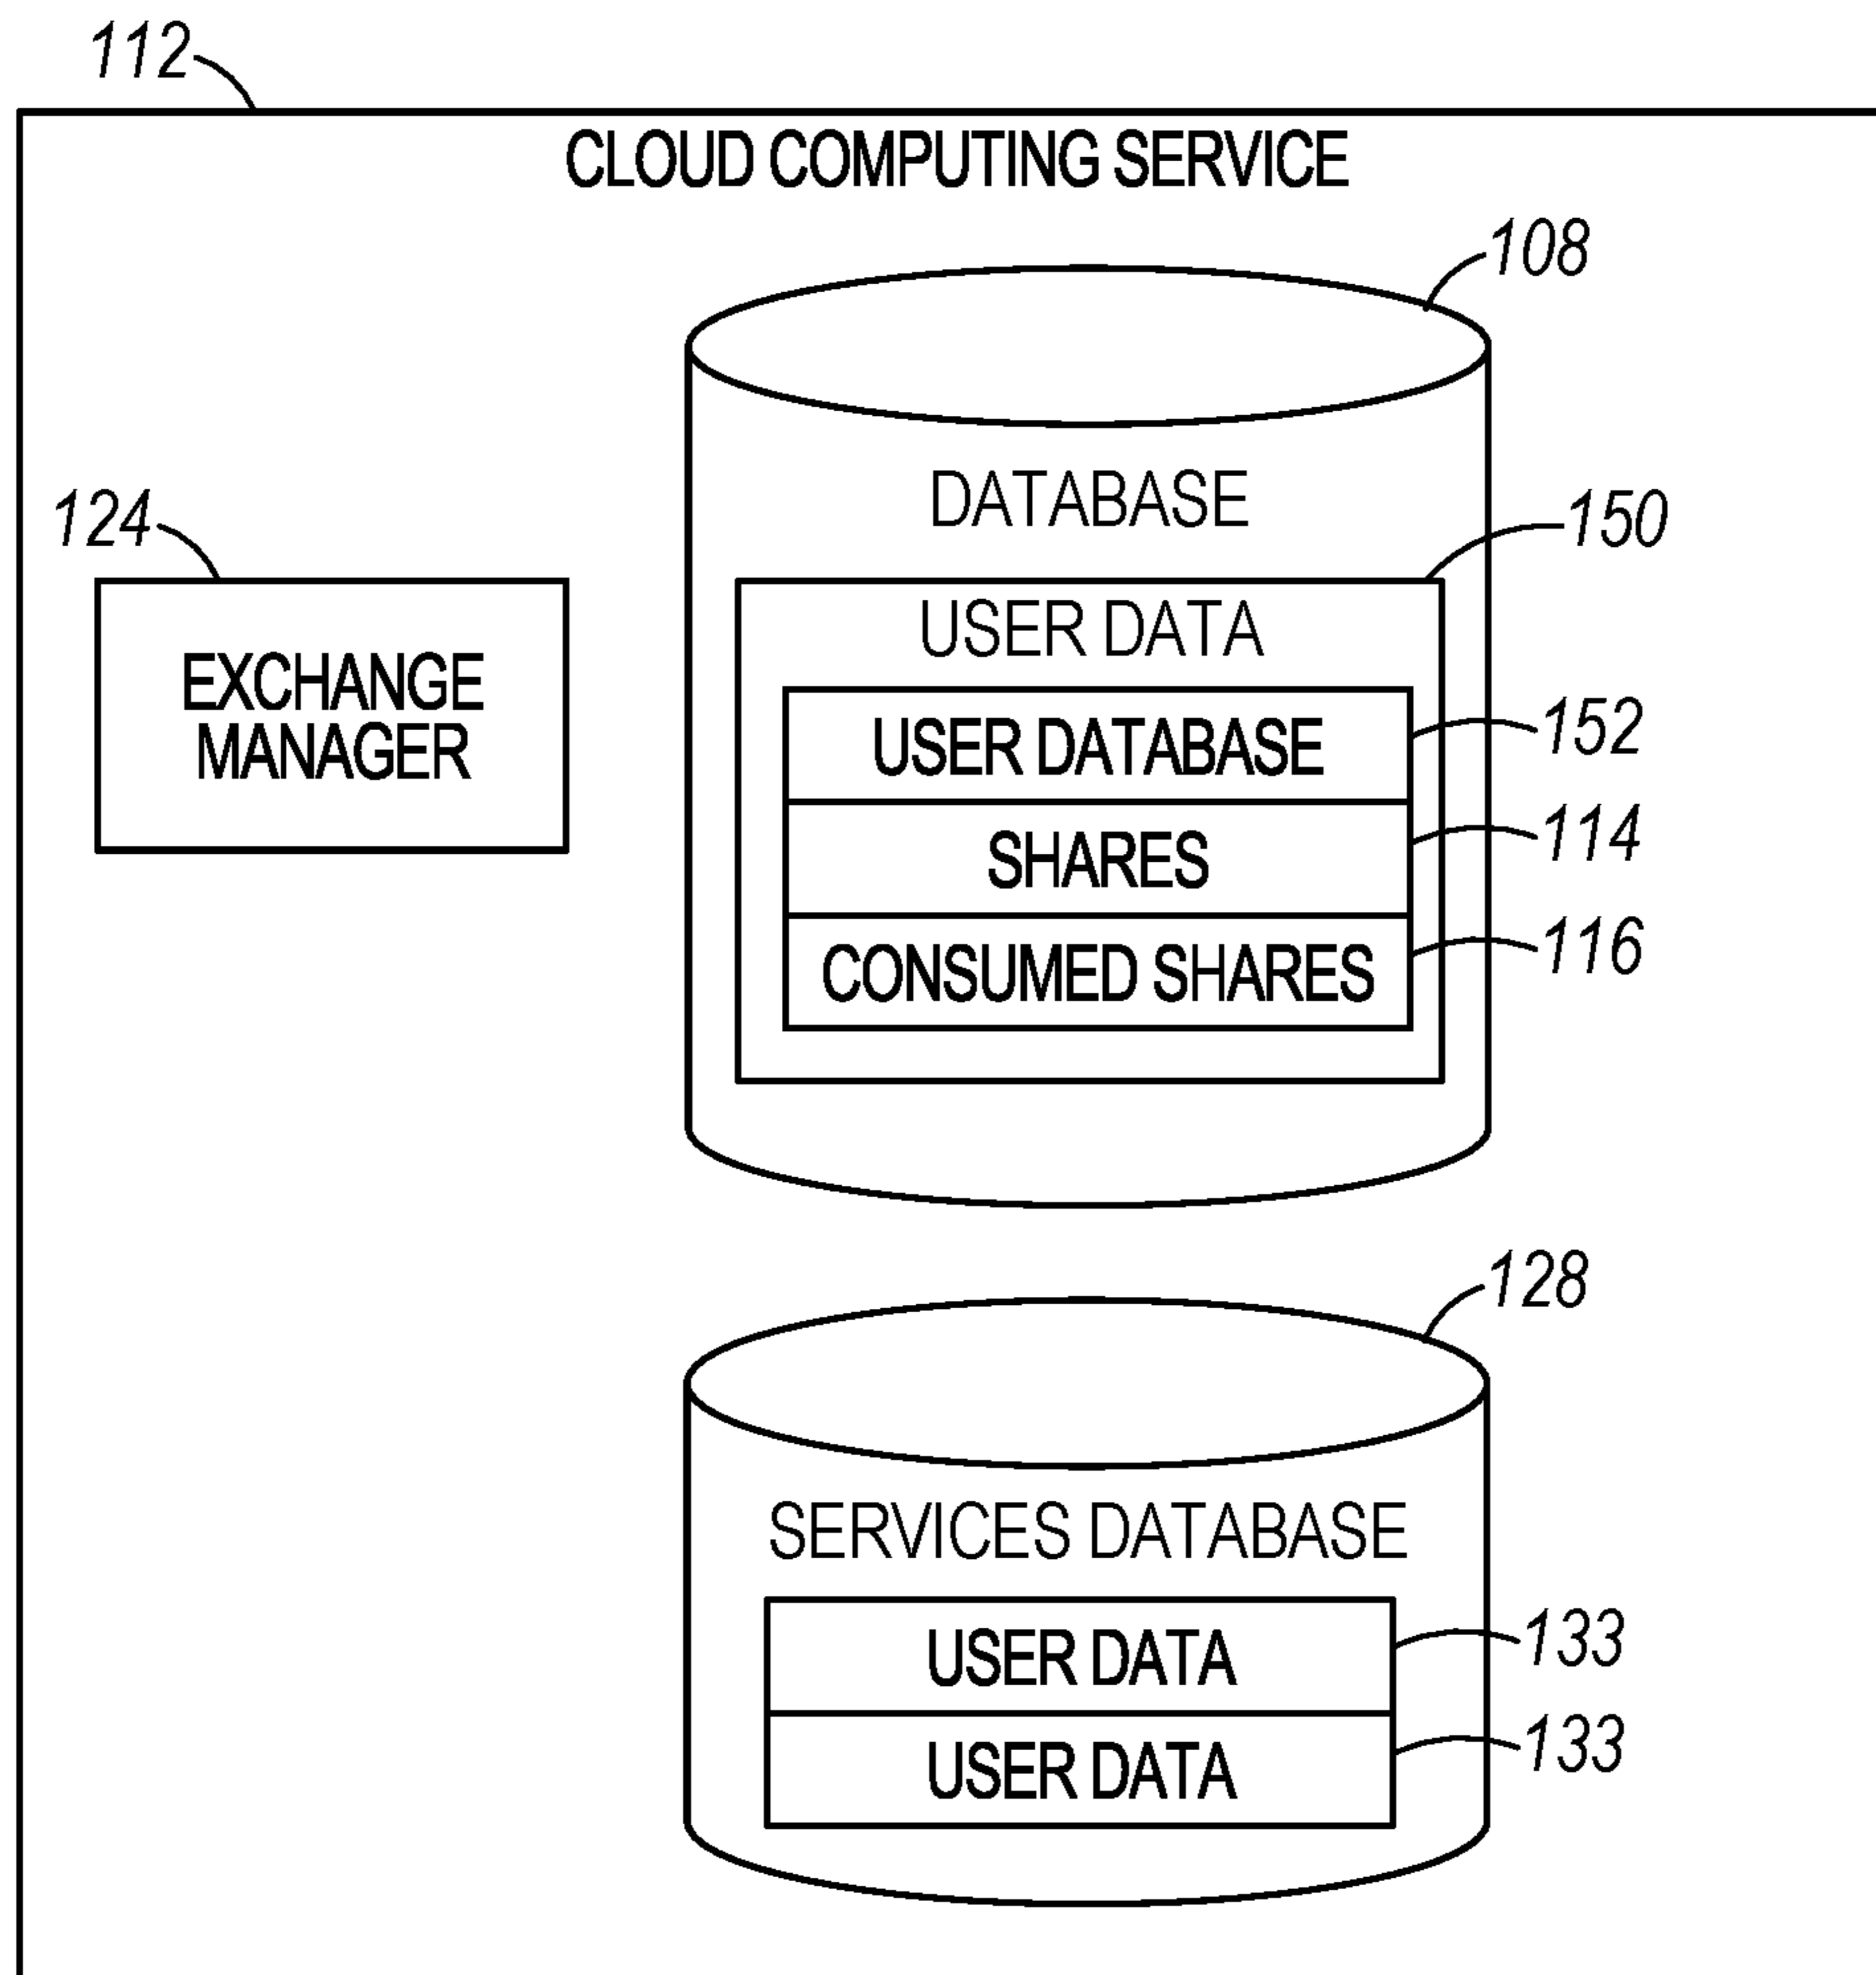 112
CLOUD COMPUTING SERVICE
108
DATABASE
124
150
USER DATA
EXCHANGE
MANAGER
USER DATABASE
152
SHARES
114
CONSUMED SHARES
116
128
SERVICES DATABASE
USER DATA
133
USER DATA
133